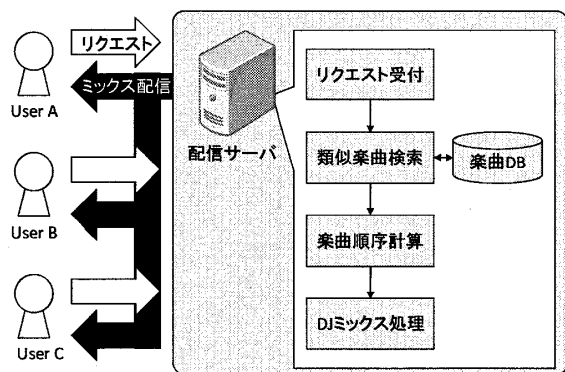 リクエスト
ミックス配信
User A
User B
User C
配信サーバ
リクエスト受付
類似楽曲検索
楽曲DB
楽曲順序計算
DJミックス処理